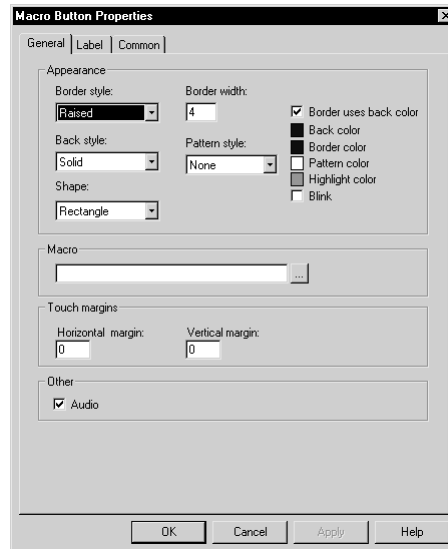 Macro Button Properties
General
Label
Common
Appearance
Border style:
Border width:
Raised
4
Border uses back color
Back color
Back style:
Pattern style:
Border color
Solid
None
Pattern color
Highlight color
Shape:
Blink
Rectangle
Macro
...
Touch margins
Horizontal margin:
Vertical margin:
0
0
Other
Audio
OK
Cancel
Apply
Help